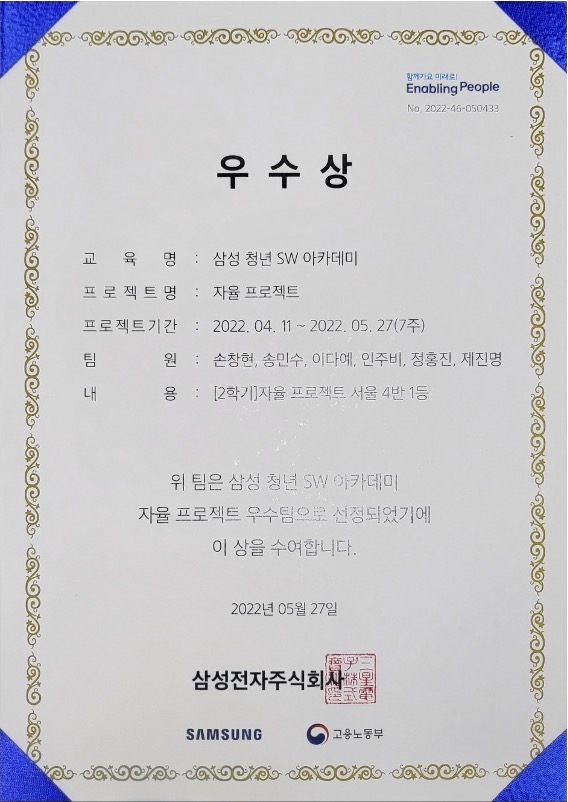 함께가요 미래로!
Enabling People
No. 2022-46-050433
우 수 상
교 육 명 : 삼성 청년 SW 아카데미
프 로 젝 트 명 : 자율 프로젝트
프로젝트기간 : 2022. 04. 11 ~ 2022. 05. 27(7주)
팀 원 : 손창현, 송민수, 이다예, 인주비, 정홍진, 제진명
내 용 : [2학기]자율 프로젝트 서울 4반 1등
위 팀은 삼성 청년 SW 아카데미
자율 프로젝트 우수팀으로 선정되었기에
이 상을 수여합니다.
2022년 05월 27일
삼성전자주식회사
SAMSUNG 고용노동부